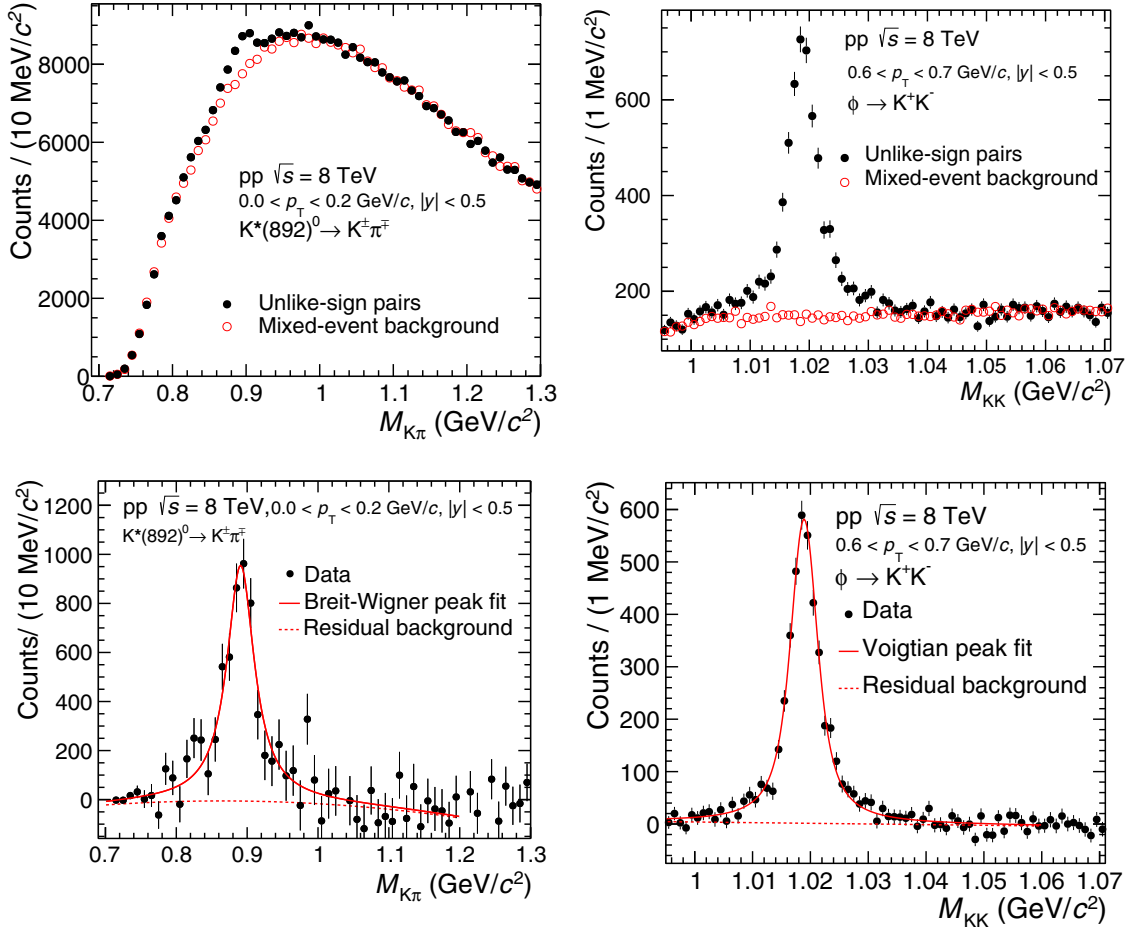 Counts / (10 MeV/c²)
8000
6000
4000
2000
0
pp √s = 8 TeV
0.0 < p_T < 0.2 GeV/c, |y| < 0.5
K*(892)⁰→ K±π∓
Unlike-sign pairs
Mixed-event background
0.7 0.8 0.9 1 1.1 1.2 1.3
M_Kπ (GeV/c²)
Counts / (1 MeV/c²)
600
400
200
pp √s = 8 TeV
0.6 < p_T < 0.7 GeV/c, |y| < 0.5
ϕ → K⁺K⁻
Unlike-sign pairs
Mixed-event background
1 1.01 1.02 1.03 1.04 1.05 1.06 1.07
M_KK (GeV/c²)
Counts/ (10 MeV/c²)
1200
1000
800
600
400
200
0
pp √s = 8 TeV, 0.0 < p_T < 0.2 GeV/c, |y| < 0.5
K*(892)⁰→ K±π∓
Data
Breit-Wigner peak fit
Residual background
0.7 0.8 0.9 1 1.1 1.2 1.3
M_Kπ (GeV/c²)
Counts / (1 MeV/c²)
600
500
400
300
200
100
0
pp √s = 8 TeV
0.6 < p_T < 0.7 GeV/c, |y| < 0.5
ϕ → K⁺K⁻
Data
Voigtian peak fit
Residual background
1 1.01 1.02 1.03 1.04 1.05 1.06 1.07
M_KK (GeV/c²)